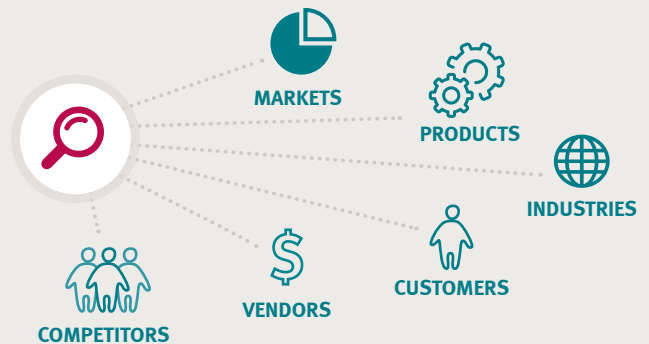 MARKETS
PRODUCTS
INDUSTRIES
CUSTOMERS
VENDORS
COMPETITORS